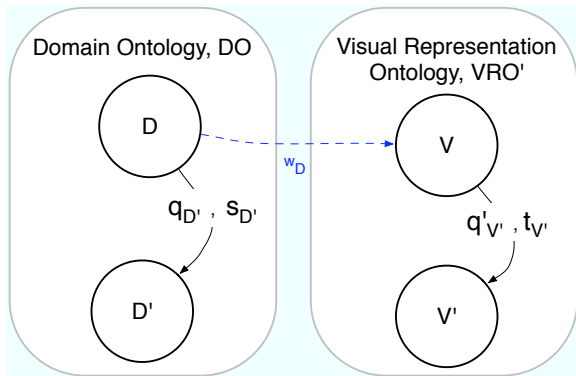 Domain Ontology, DO
Visual Representation
Ontology, VRO'
D
V
w_D
q_D' , s_D'
q'_V' , t_V'
D'
V'